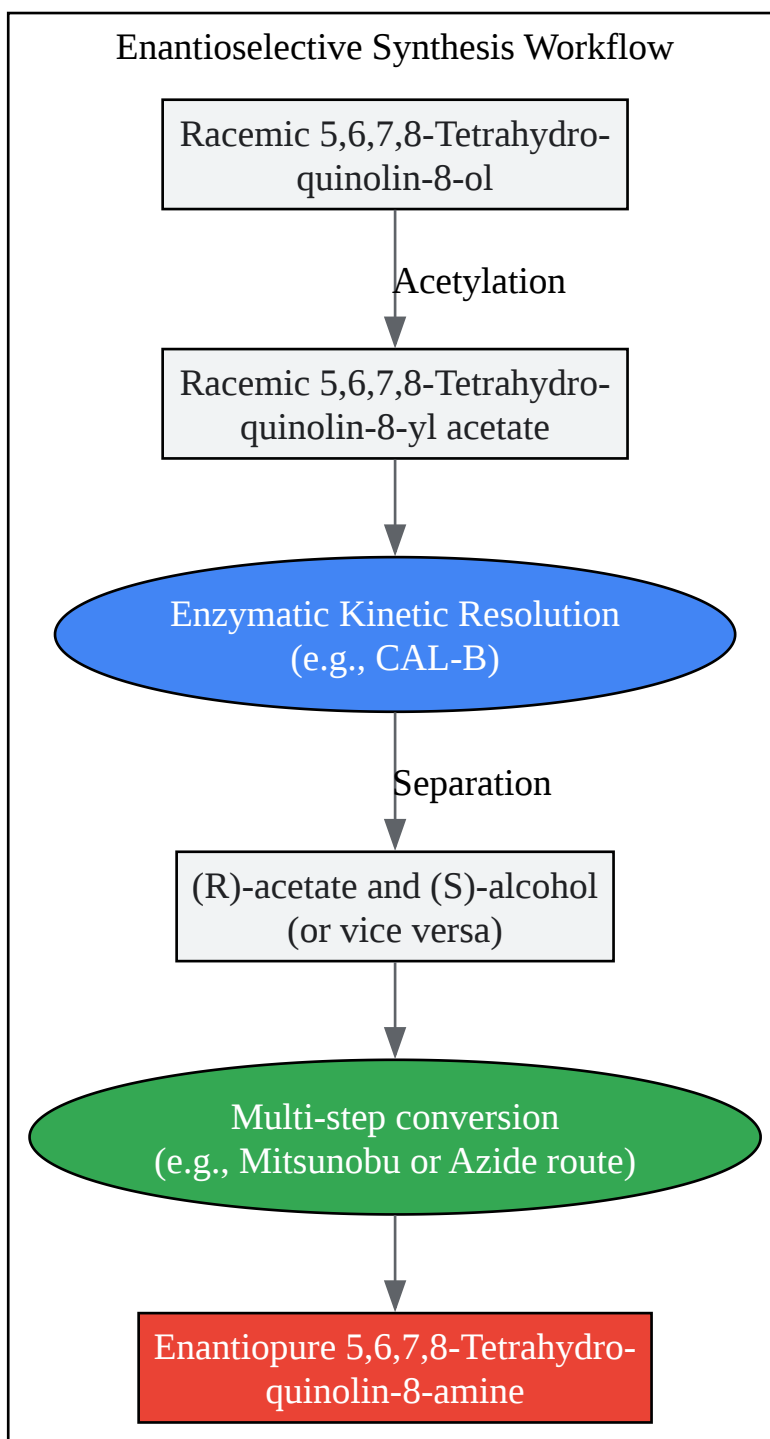 Enantioselective Synthesis Workflow
Racemic 5,6,7,8-Tetrahydro-
quinolin-8-ol
Acetylation
Racemic 5,6,7,8-Tetrahydro-
quinolin-8-yl acetate
Enzymatic Kinetic Resolution
(e.g., CAL-B)
Separation
(R)-acetate and (S)-alcohol
(or vice versa)
Multi-step conversion
(e.g., Mitsunobu or Azide route)
Enantiopure 5,6,7,8-Tetrahydro-
quinolin-8-amine